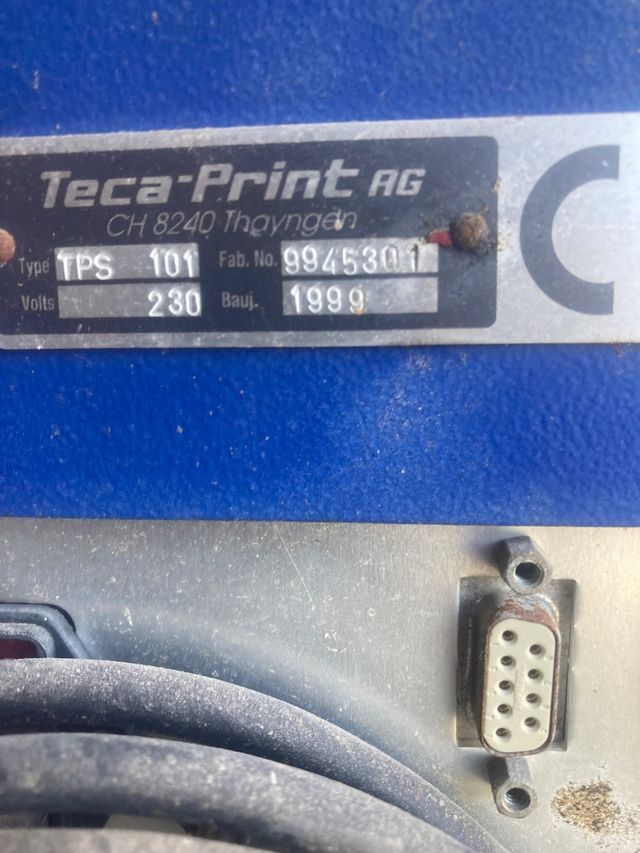 Teca-Print AG
CH 8240 Thayngen
Type TPS 101 Fab. No. 9945301
Volts 230 Bauj. 1999
C